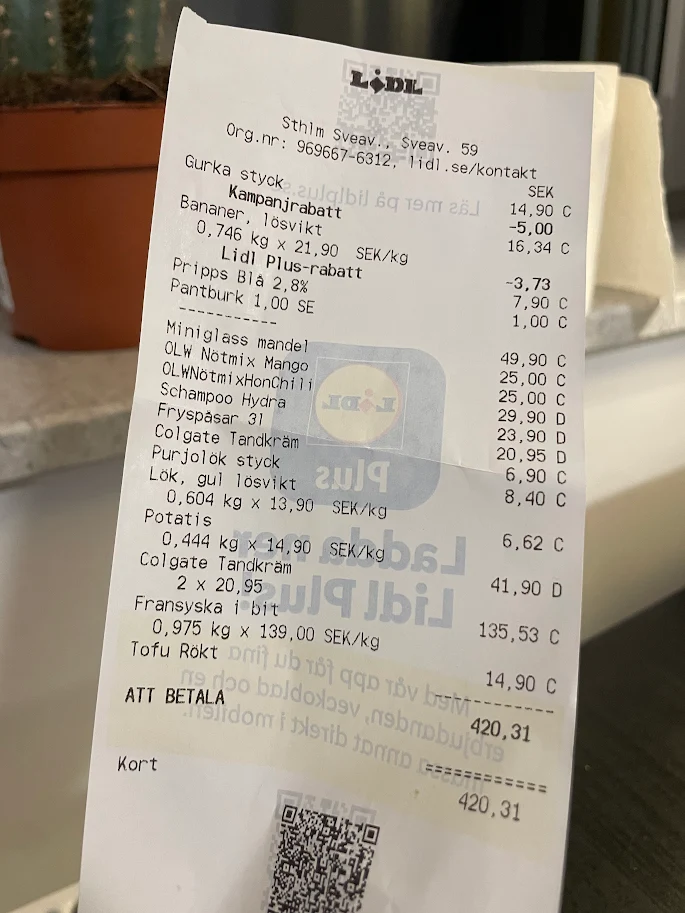 LiDL
Sthlm Sveav., Sveav. 59
Org.nr: 969667-6312, lidl.se/kontakt
SEK
Gurka styck 14,90 C
Kampanjrabatt -5,00
Bananer, lösvikt 16,34 C
0,746 kg x 21,90 SEK/kg
Lidl Plus-rabatt -3,73
Pripps Blå 2,8% 7,90 C
Pantburk 1,00 SE 1,00 C
-----------
Miniglass mandel 49,90 C
OLW Nötmix Mango 25,00 C
OLWNötmixHonChili 25,00 C
Schampoo Hydra 29,90 D
Fryspåsar 3l 23,90 D
Colgate Tandkräm 20,95 D
Purjolök styck 6,90 C
Lök, gul lösvikt 8,40 C
0,604 kg x 13,90 SEK/kg
Potatis 6,62 C
0,444 kg x 14,90 SEK/kg
Colgate Tandkräm 41,90 D
2 x 20,95
Fransyska i bit 135,53 C
0,975 kg x 139,00 SEK/kg
Tofu Rökt 14,90 C
------------
ATT BETALA 420,31
============
Kort 420,31
Läs mer på lidlplus.se
LiDL
Plus
Ladda ner
Lidl Plus!
Med vår app får du fina
erbjudanden, veckoblad och en
massa annat direkt i mobilen.